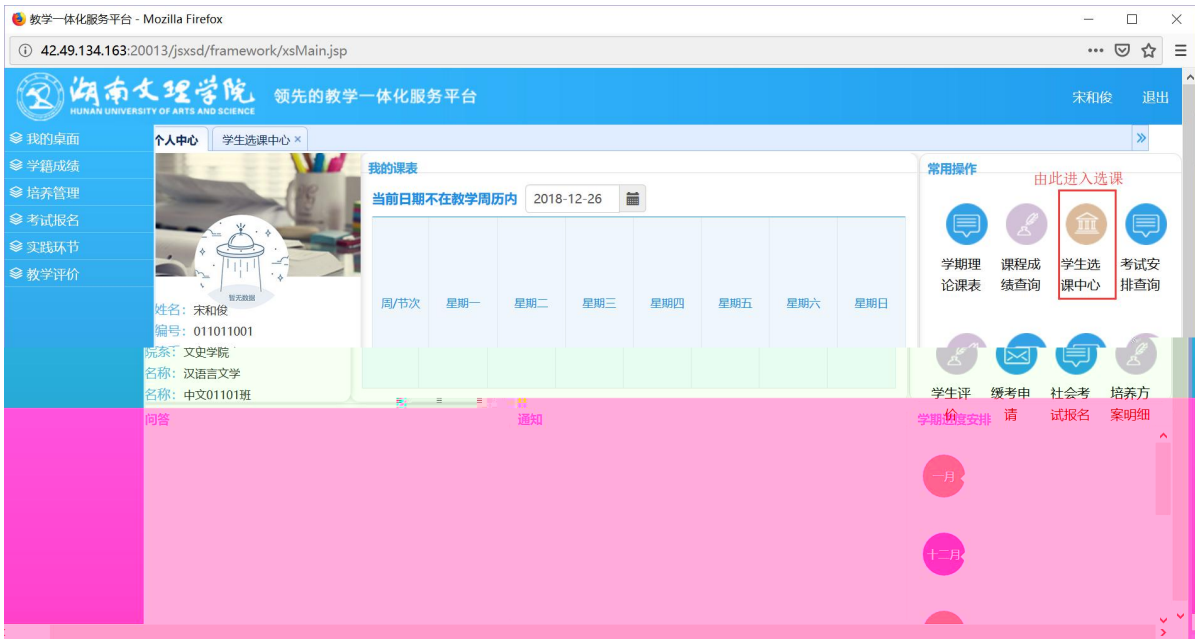 教学一体化服务平台 - Mozilla Firefox
42.49.134.163:20013/jsxsd/framework/xsMain.jsp
湖南文理学院
HUNAN UNIVERSITY OF ARTS AND SCIENCE
领先的教学一体化服务平台
宋和俊 退出
我的桌面
学籍成绩
培养管理
考试报名
实践环节
教学评价
个人中心 学生选课中心 ×
暂无数据
姓名：宋和俊
编号：011011001
院系：文史学院
名称：汉语言文学
名称：中文01101班
我的课表
当前日期不在教学周历内 2018-12-26
周/节次 星期一 星期二 星期三 星期四 星期五 星期六 星期日
常用操作
由此进入选课
学期理论课表
课程成绩查询
学生选课中心
考试安排查询
学生评价
缓考申请
社会考试报名
培养方案明细
问答
通知
学期进度安排
一月
十二月